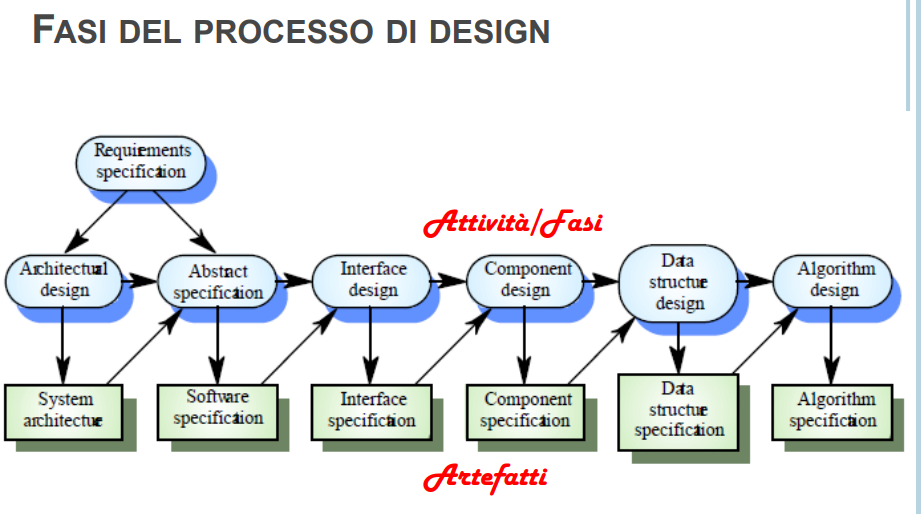 FASI DEL PROCESSO DI DESIGN
Requirements
specification
Attività/Fasi
Architectural
design
Abstract
specification
Interface
design
Component
design
Data
structure
design
Algorithm
design
System
architecture
Software
specification
Interface
specification
Component
specification
Data
structure
specification
Algorithm
specification
Artefatti